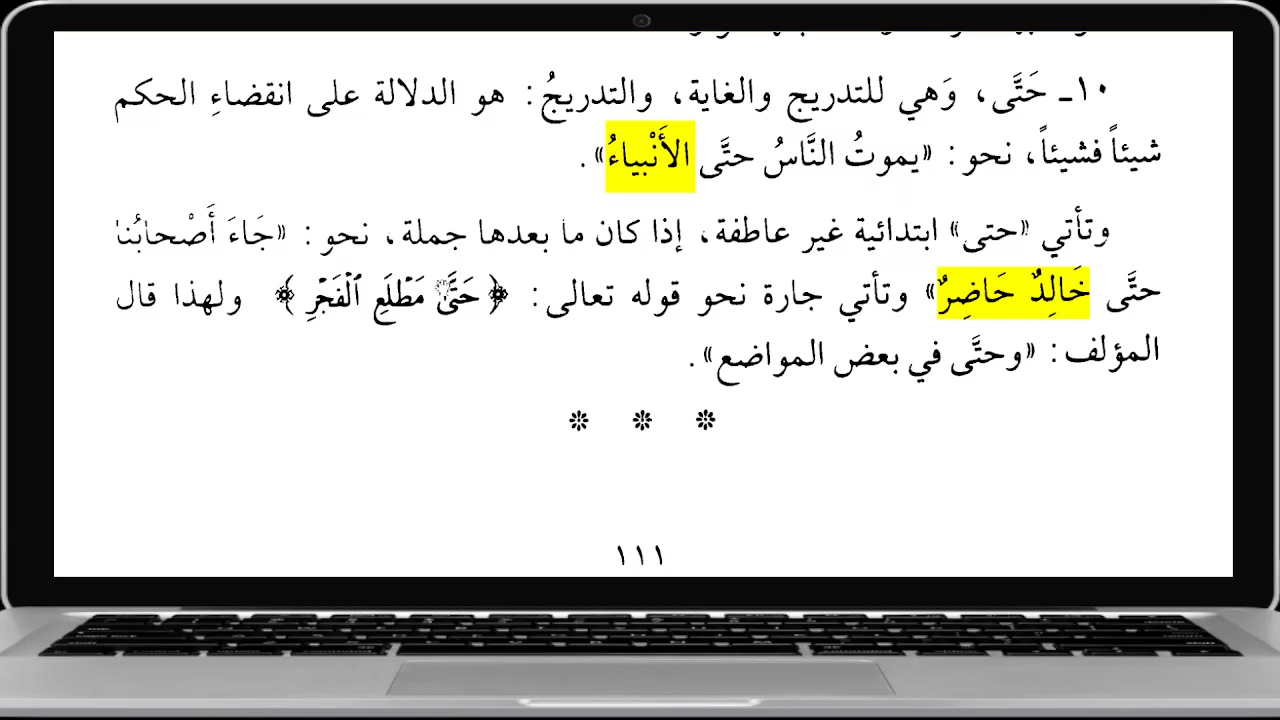 ١٠ـ حَتَّى، وَهي للتدريج والغاية، والتدريجُ: هو الدلالة على انقضاءِ الحكم
شيئاً فشيئاً، نحو: «يموتُ النَّاسُ حتَّى الأَنْبياءُ».
وتأتي «حتى» ابتدائية غير عاطفة، إذا كان ما بعدها جملة، نحو: «جَاءَ أَصْحابُنا
حتَّى خَالِدٌ حَاضِرٌ» وتأتي جارة نحو قوله تعالى: ﴿حَتَّىٰ مَطۡلَعِ ٱلۡفَجۡرِ﴾ ولهذا قال
المؤلف: «وحتَّى في بعض المواضع».
* * *
١١١